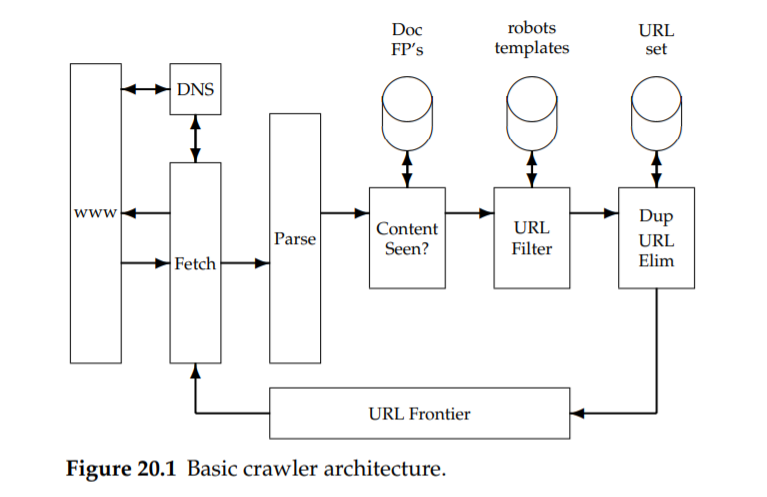 Doc
FP's
robots
templates
URL
set
DNS
www
Fetch
Parse
Content
Seen?
URL
Filter
Dup
URL
Elim
URL Frontier
Figure 20.1 Basic crawler architecture.